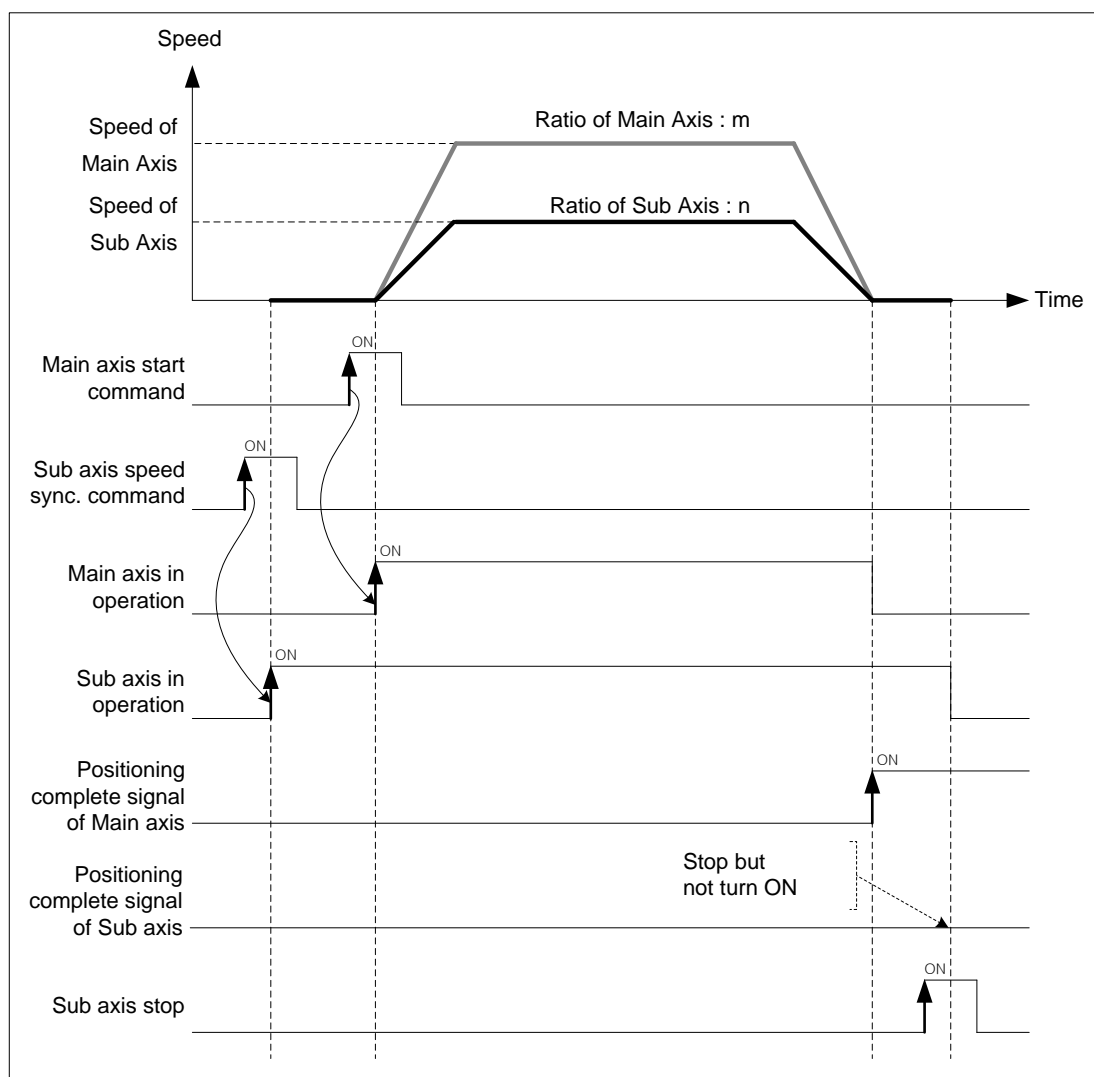 Speed
Speed of
Main Axis
Ratio of Main Axis : m
Speed of
Sub Axis
Ratio of Sub Axis : n
Time
Main axis start
command
ON
Sub axis speed
sync. command
ON
Main axis in
operation
ON
Sub axis in
operation
ON
Positioning
complete signal
of Main axis
ON
Positioning
complete signal
of Sub axis
Stop but
not turn ON
Sub axis stop
ON